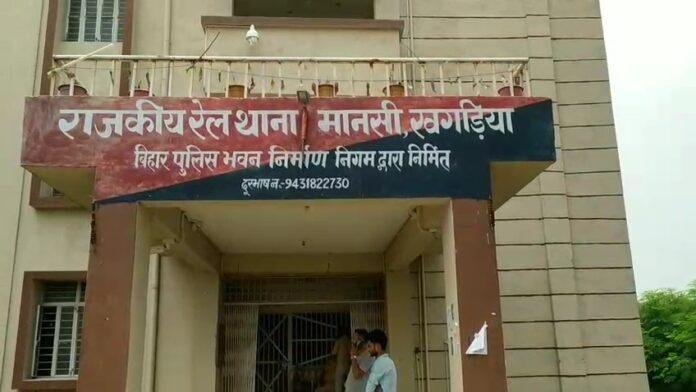 राजकीय रेल थाना मानसी, खगड़िया
बिहार पुलिस भवन निर्माण निगम द्वारा निर्मित
दूरभाष न.-9431822730